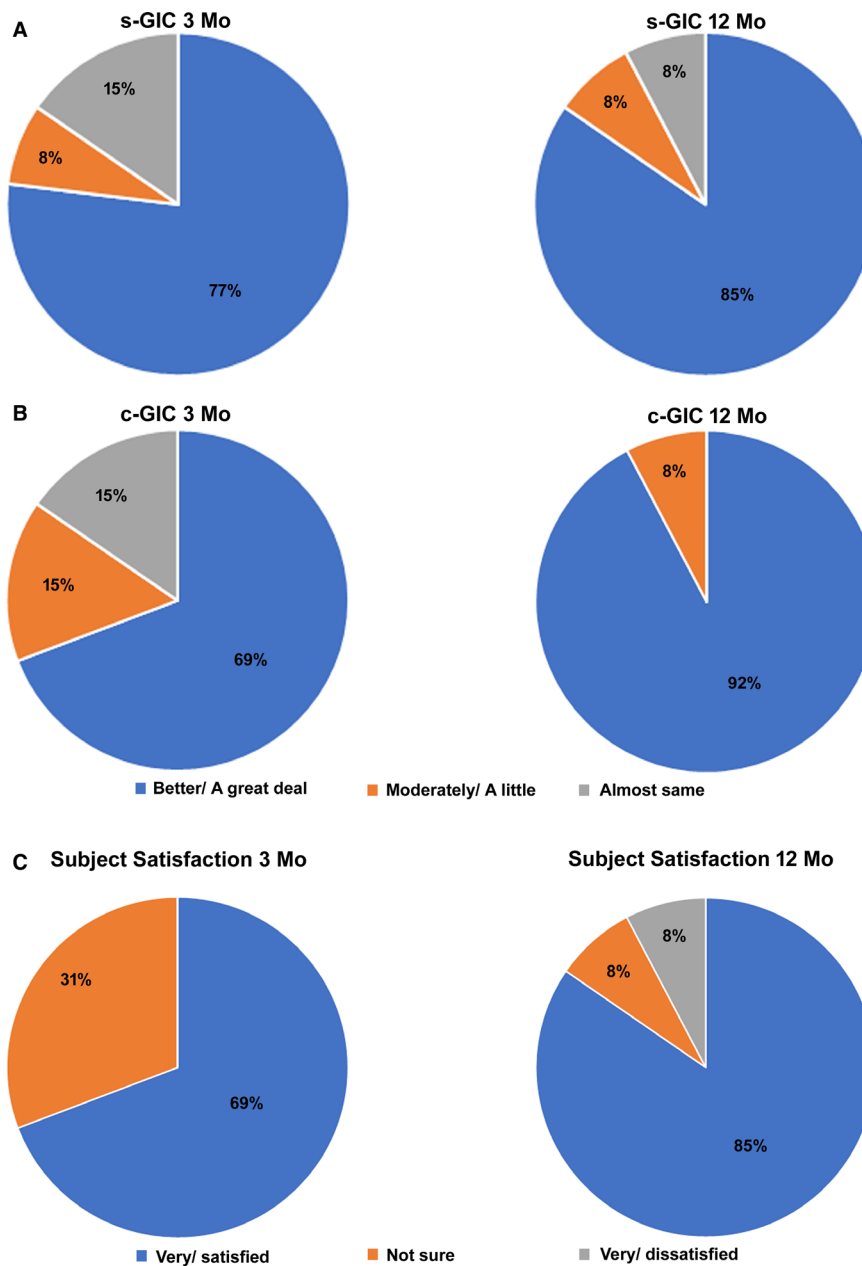 A
s-GIC 3 Mo
s-GIC 12 Mo
15%
8%
77%
8%
8%
85%
B
c-GIC 3 Mo
c-GIC 12 Mo
15%
15%
69%
8%
92%
Better/ A great deal
Moderately/ A little
Almost same
C
Subject Satisfaction 3 Mo
Subject Satisfaction 12 Mo
31%
69%
8%
8%
85%
Very/ satisfied
Not sure
Very/ dissatisfied